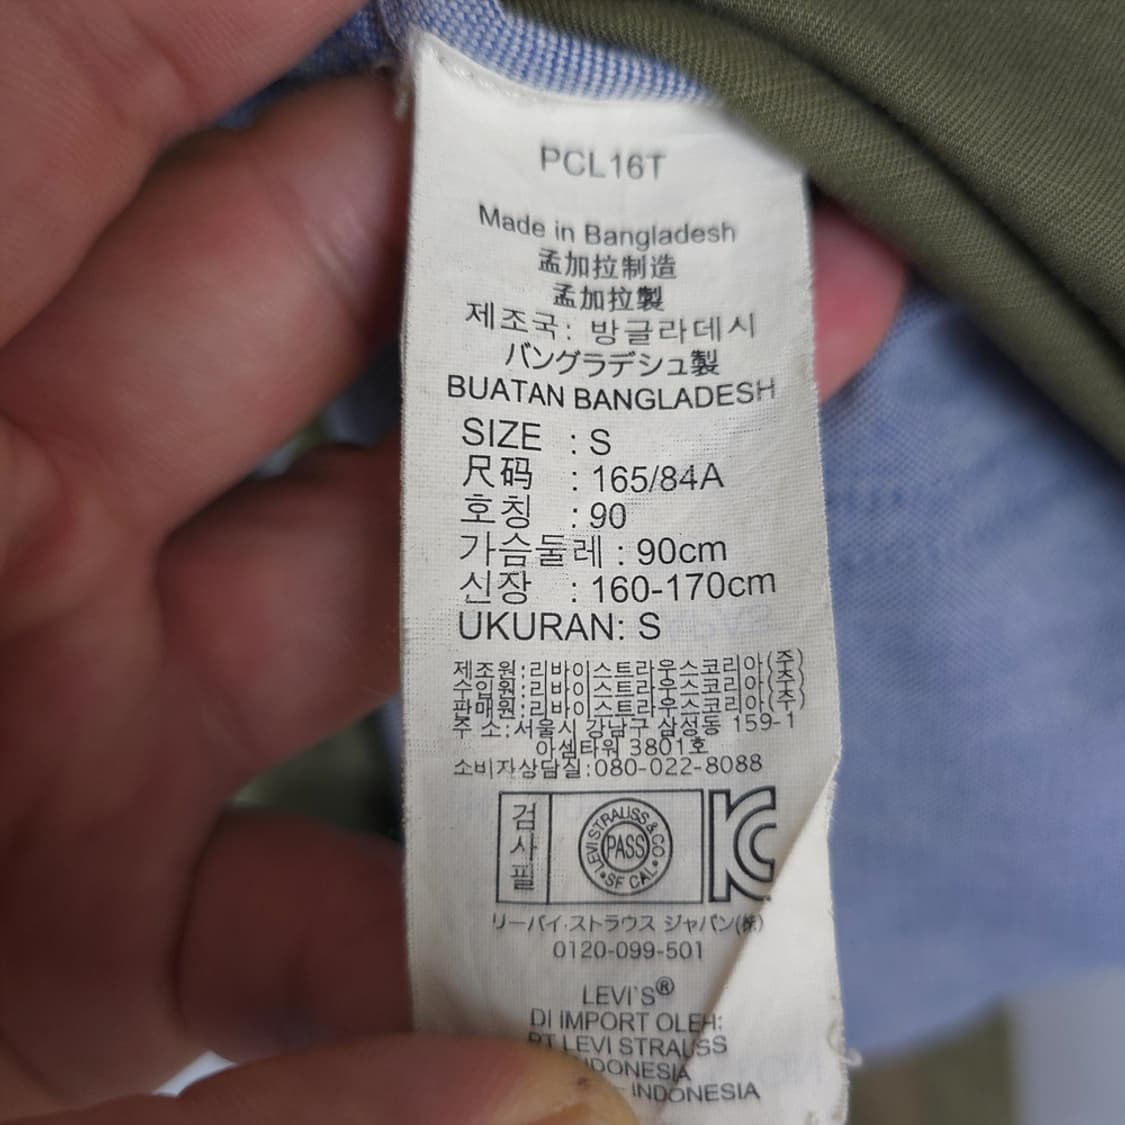 PCL16T
Made in Bangladesh
孟加拉制造
孟加拉製
제조국: 방글라데시
バングラデシュ製
BUATAN BANGLADESH
SIZE : S
尺码 : 165/84A
호칭 : 90
가슴둘레 : 90cm
신장 : 160-170cm
UKURAN: S
제조원:리바이스트라우스코리아(주)
수입원:리바이스트라우스코리아(주)
판매원:리바이스트라우스코리아(주)
주 소:서울시 강남구 삼성동 159-1
아셈타워 3801호
소비자상담실:080-022-8088
검사필
LEVI STRAUSS & CO
PASS
SF CAL
KC
リーバイ·ストラウス ジャパン(株)
0120-099-501
LEVI'S®
DI IMPORT OLEH:
PT LEVI STRAUSS
INDONESIA
INDONESIA